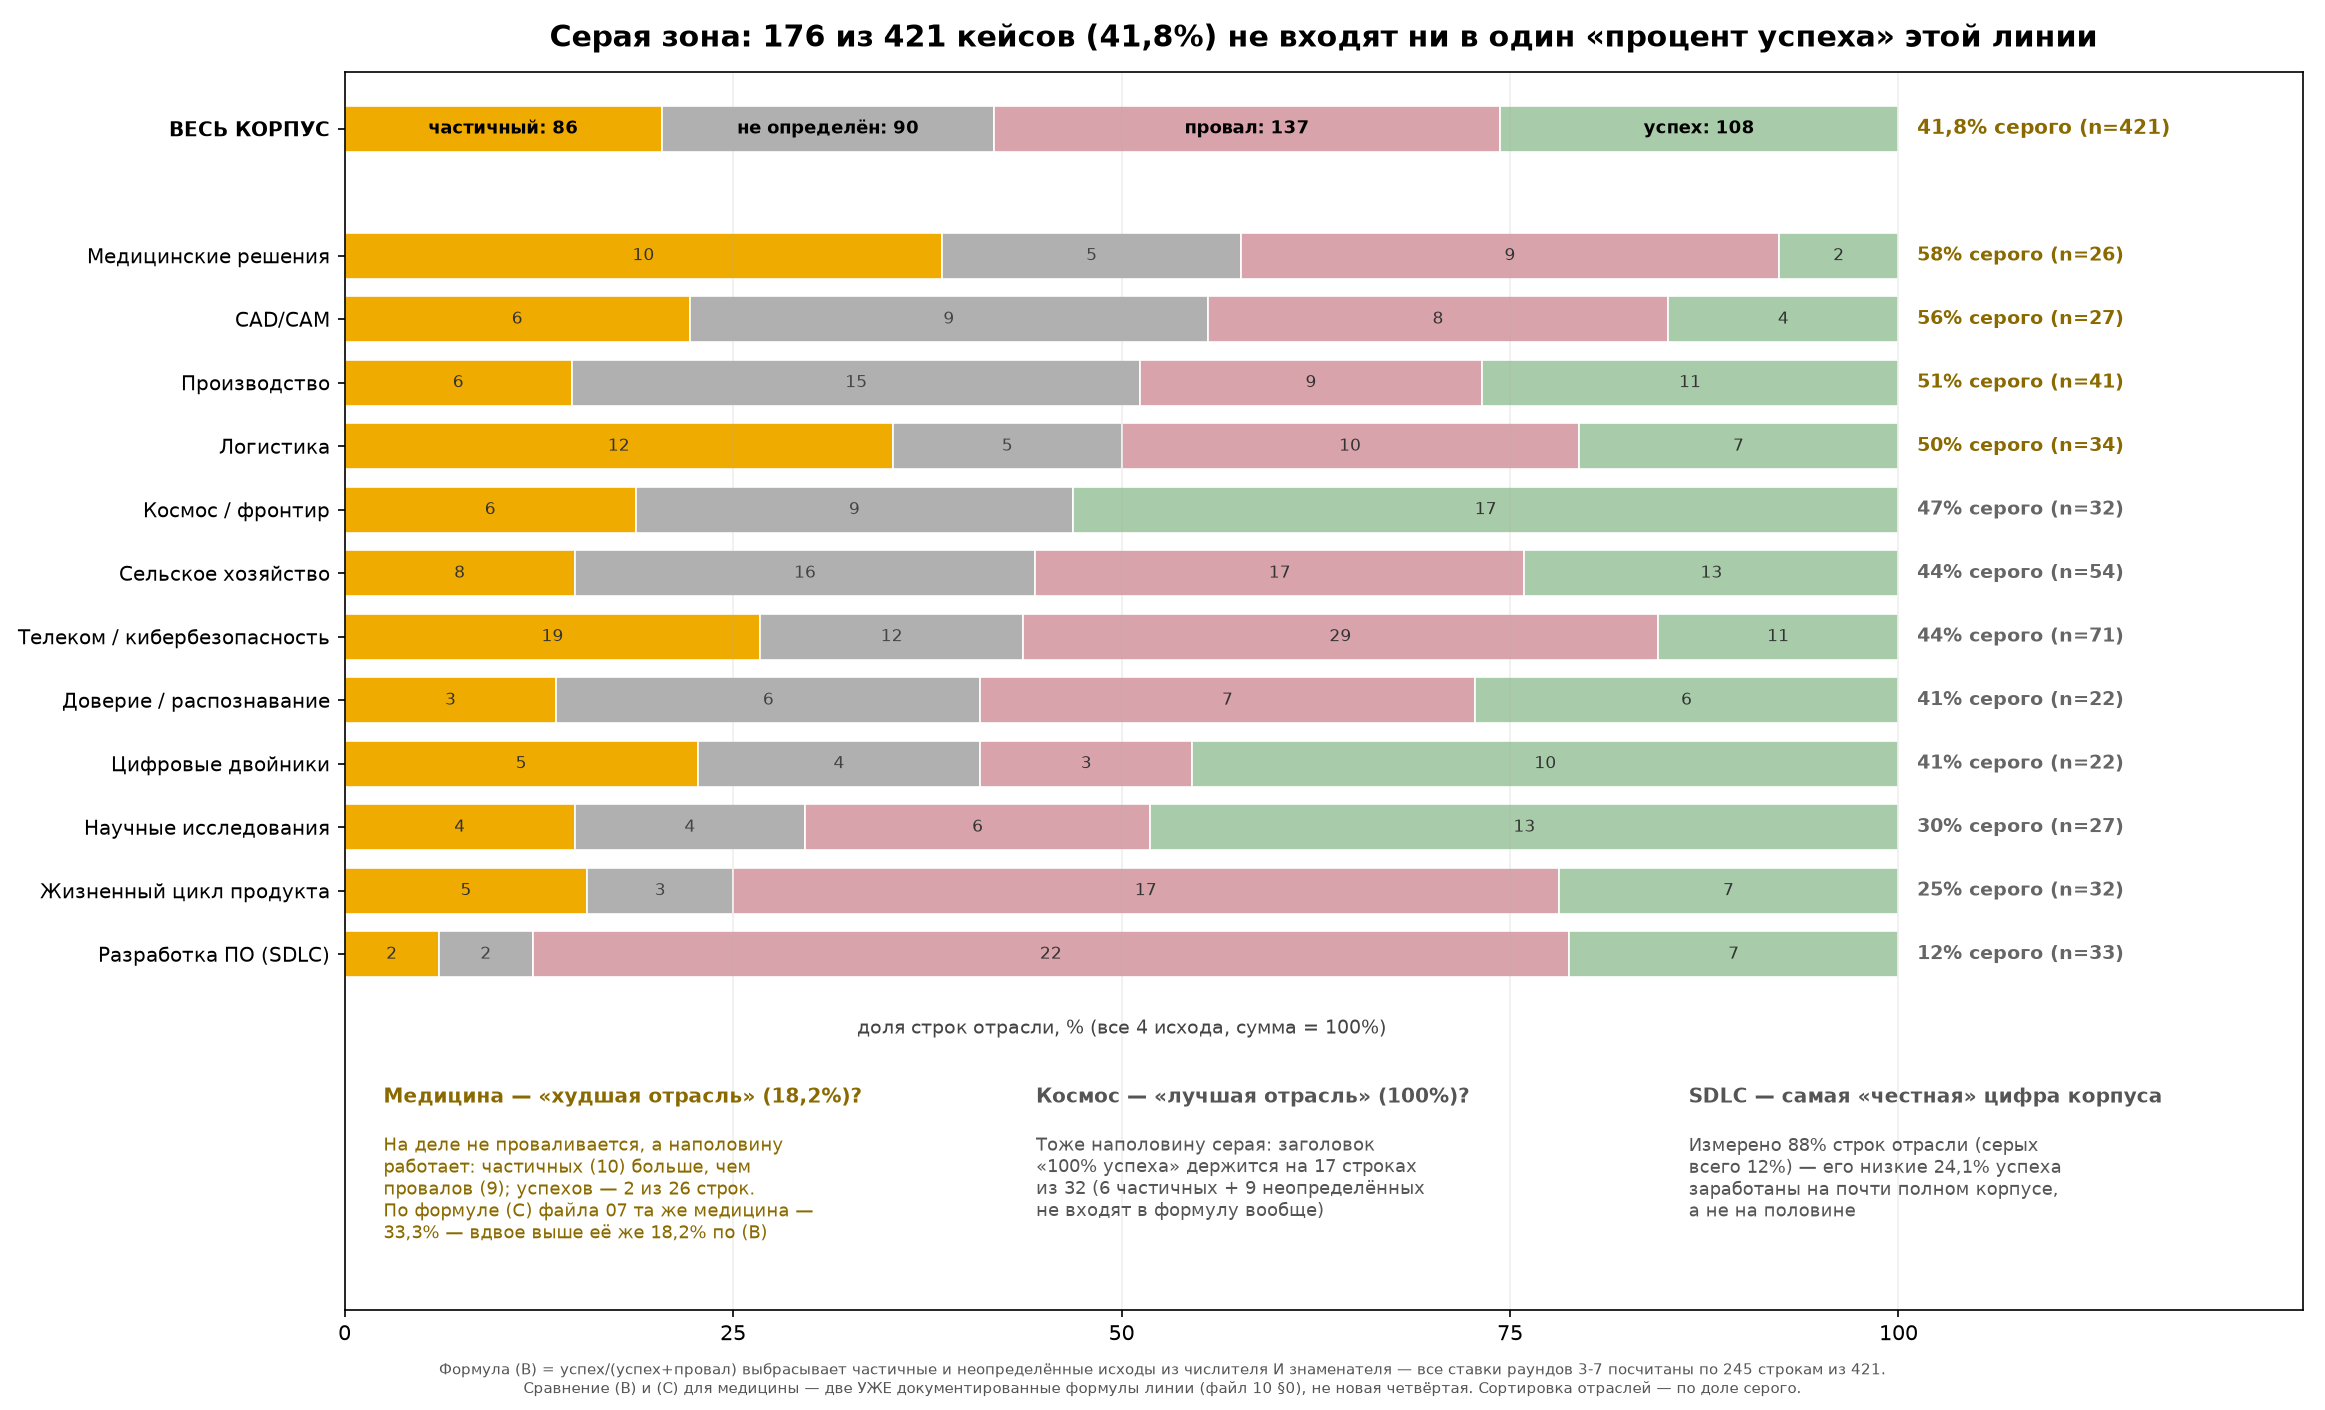 Серая зона: 176 из 421 кейсов (41,8%) не входят ни в один «процент успеха» этой линии
ВЕСЬ КОРПУС частичный: 86 не определён: 90 провал: 137 успех: 108 41,8% серого (n=421)
Медицинские решения 10 5 9 2 58% серого (n=26)
CAD/CAM 6 9 8 4 56% серого (n=27)
Производство 6 15 9 11 51% серого (n=41)
Логистика 12 5 10 7 50% серого (n=34)
Космос / фронтир 6 9 17 47% серого (n=32)
Сельское хозяйство 8 16 17 13 44% серого (n=54)
Телеком / кибербезопасность 19 12 29 11 44% серого (n=71)
Доверие / распознавание 3 6 7 6 41% серого (n=22)
Цифровые двойники 5 4 3 10 41% серого (n=22)
Научные исследования 4 4 6 13 30% серого (n=27)
Жизненный цикл продукта 5 3 17 7 25% серого (n=32)
Разработка ПО (SDLC) 2 2 22 7 12% серого (n=33)
доля строк отрасли, % (все 4 исхода, сумма = 100%)
Медицина — «худшая отрасль» (18,2%)?
На деле не проваливается, а наполовину
работает: частичных (10) больше, чем
провалов (9); успехов — 2 из 26 строк.
По формуле (C) файла 07 та же медицина —
33,3% — вдвое выше её же 18,2% по (B)
Космос — «лучшая отрасль» (100%)?
Тоже наполовину серая: заголовок
«100% успеха» держится на 17 строках
из 32 (6 частичных + 9 неопределённых
не входят в формулу вообще)
SDLC — самая «честная» цифра корпуса
Измерено 88% строк отрасли (серых
всего 12%) — его низкие 24,1% успеха
заработаны на почти полном корпусе,
а не на половине
0 25 50 75 100
Формула (B) = успех/(успех+провал) выбрасывает частичные и неопределённые исходы из числителя И знаменателя — все ставки раундов 3-7 посчитаны по 245 строкам из 421.
Сравнение (B) и (C) для медицины — две УЖЕ документированные формулы линии (файл 10 §0), не новая четвёртая. Сортировка отраслей — по доле серого.